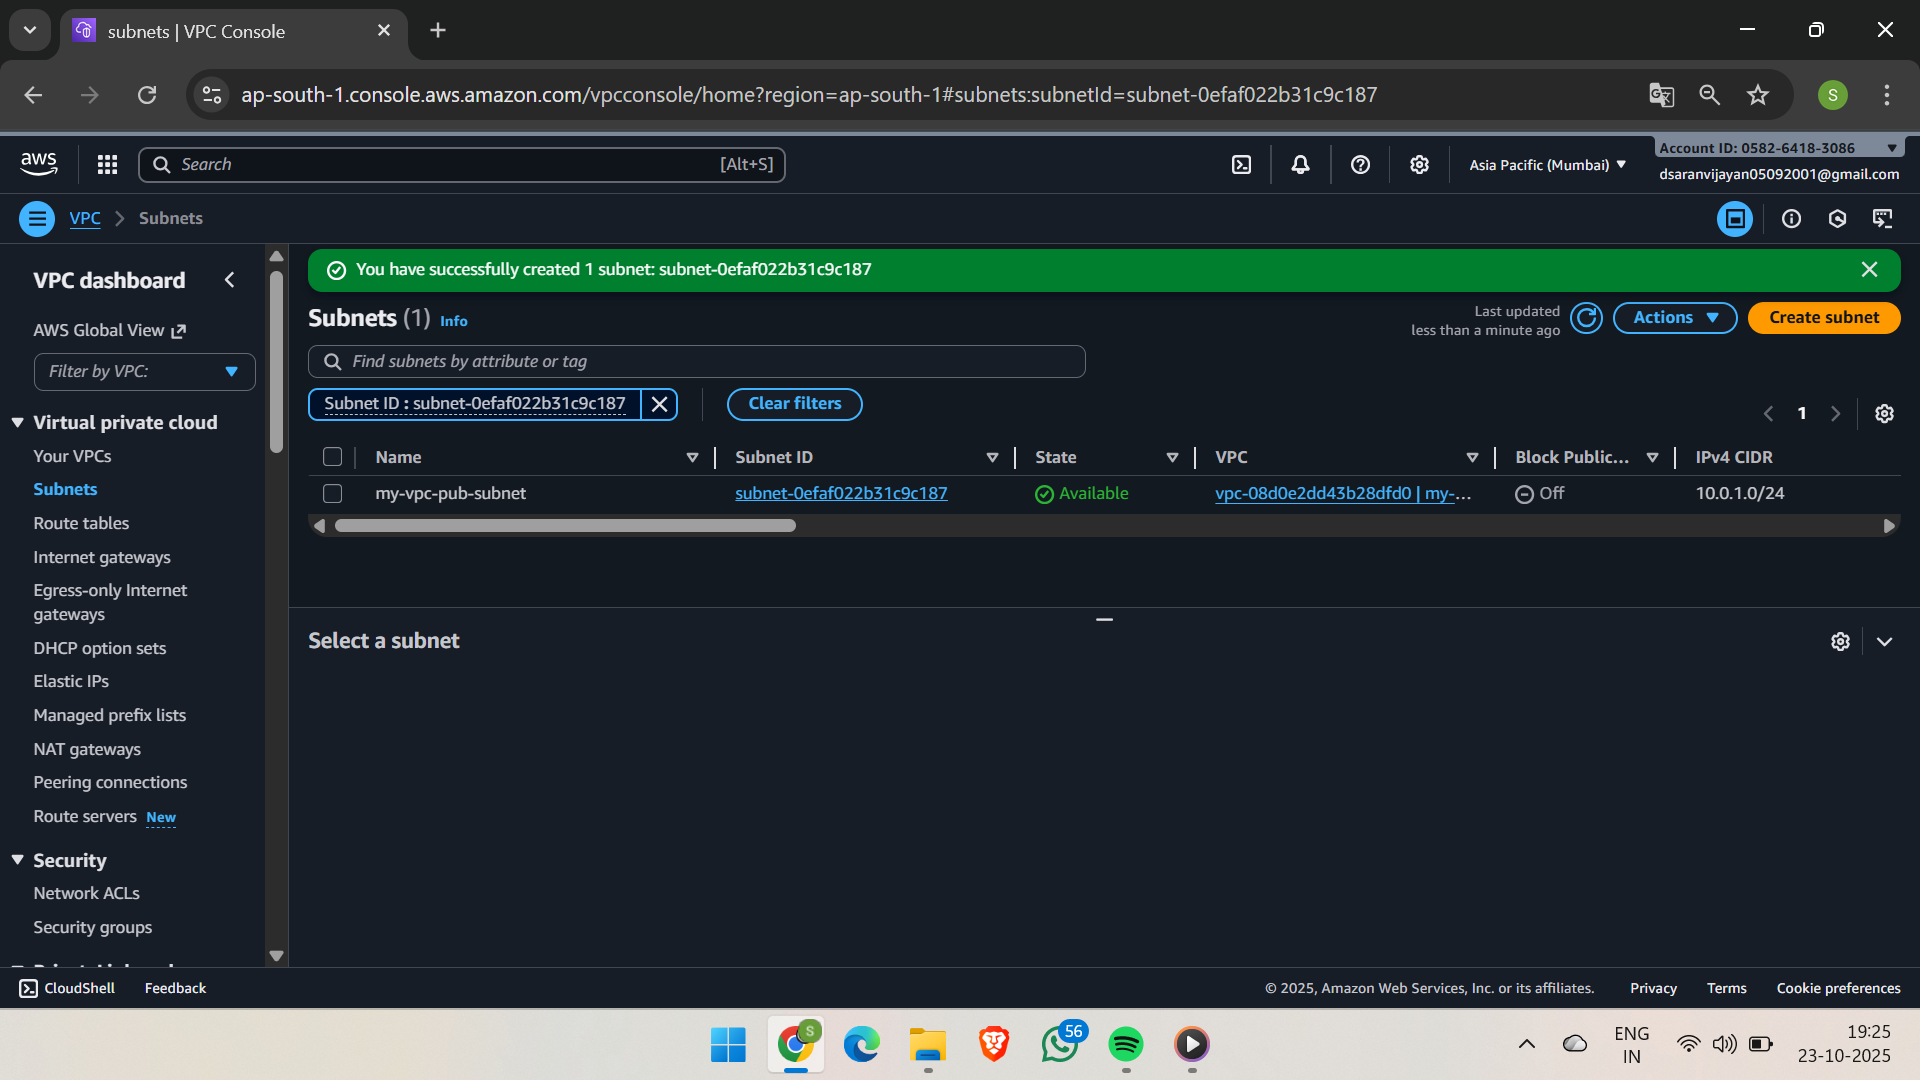 subnets | VPC Console
ap-south-1.console.aws.amazon.com/vpcconsole/home?region=ap-south-1#subnets:subnetId=subnet-0efaf022b31c9c187
S
aws
Search
[Alt+S]
Asia Pacific (Mumbai)
Account ID: 0582-6418-3086
dsaranvijayan05092001@gmail.com
VPC
Subnets
VPC dashboard
AWS Global View
Filter by VPC:
Virtual private cloud
Your VPCs
Subnets
Route tables
Internet gateways
Egress-only Internet
gateways
DHCP option sets
Elastic IPs
Managed prefix lists
NAT gateways
Peering connections
Route servers New
Security
Network ACLs
Security groups
You have successfully created 1 subnet: subnet-0efaf022b31c9c187
Subnets (1) Info
Last updated
less than a minute ago
Actions
Create subnet
Find subnets by attribute or tag
Subnet ID : subnet-0efaf022b31c9c187
Clear filters
1
Name Subnet ID State VPC Block Public... IPv4 CIDR
my-vpc-pub-subnet subnet-0efaf022b31c9c187 Available vpc-08d0e2dd43b28dfd0 | my-... Off 10.0.1.0/24
Select a subnet
CloudShell Feedback
© 2025, Amazon Web Services, Inc. or its affiliates. Privacy Terms Cookie preferences
S
56
ENG
IN
19:25
23-10-2025